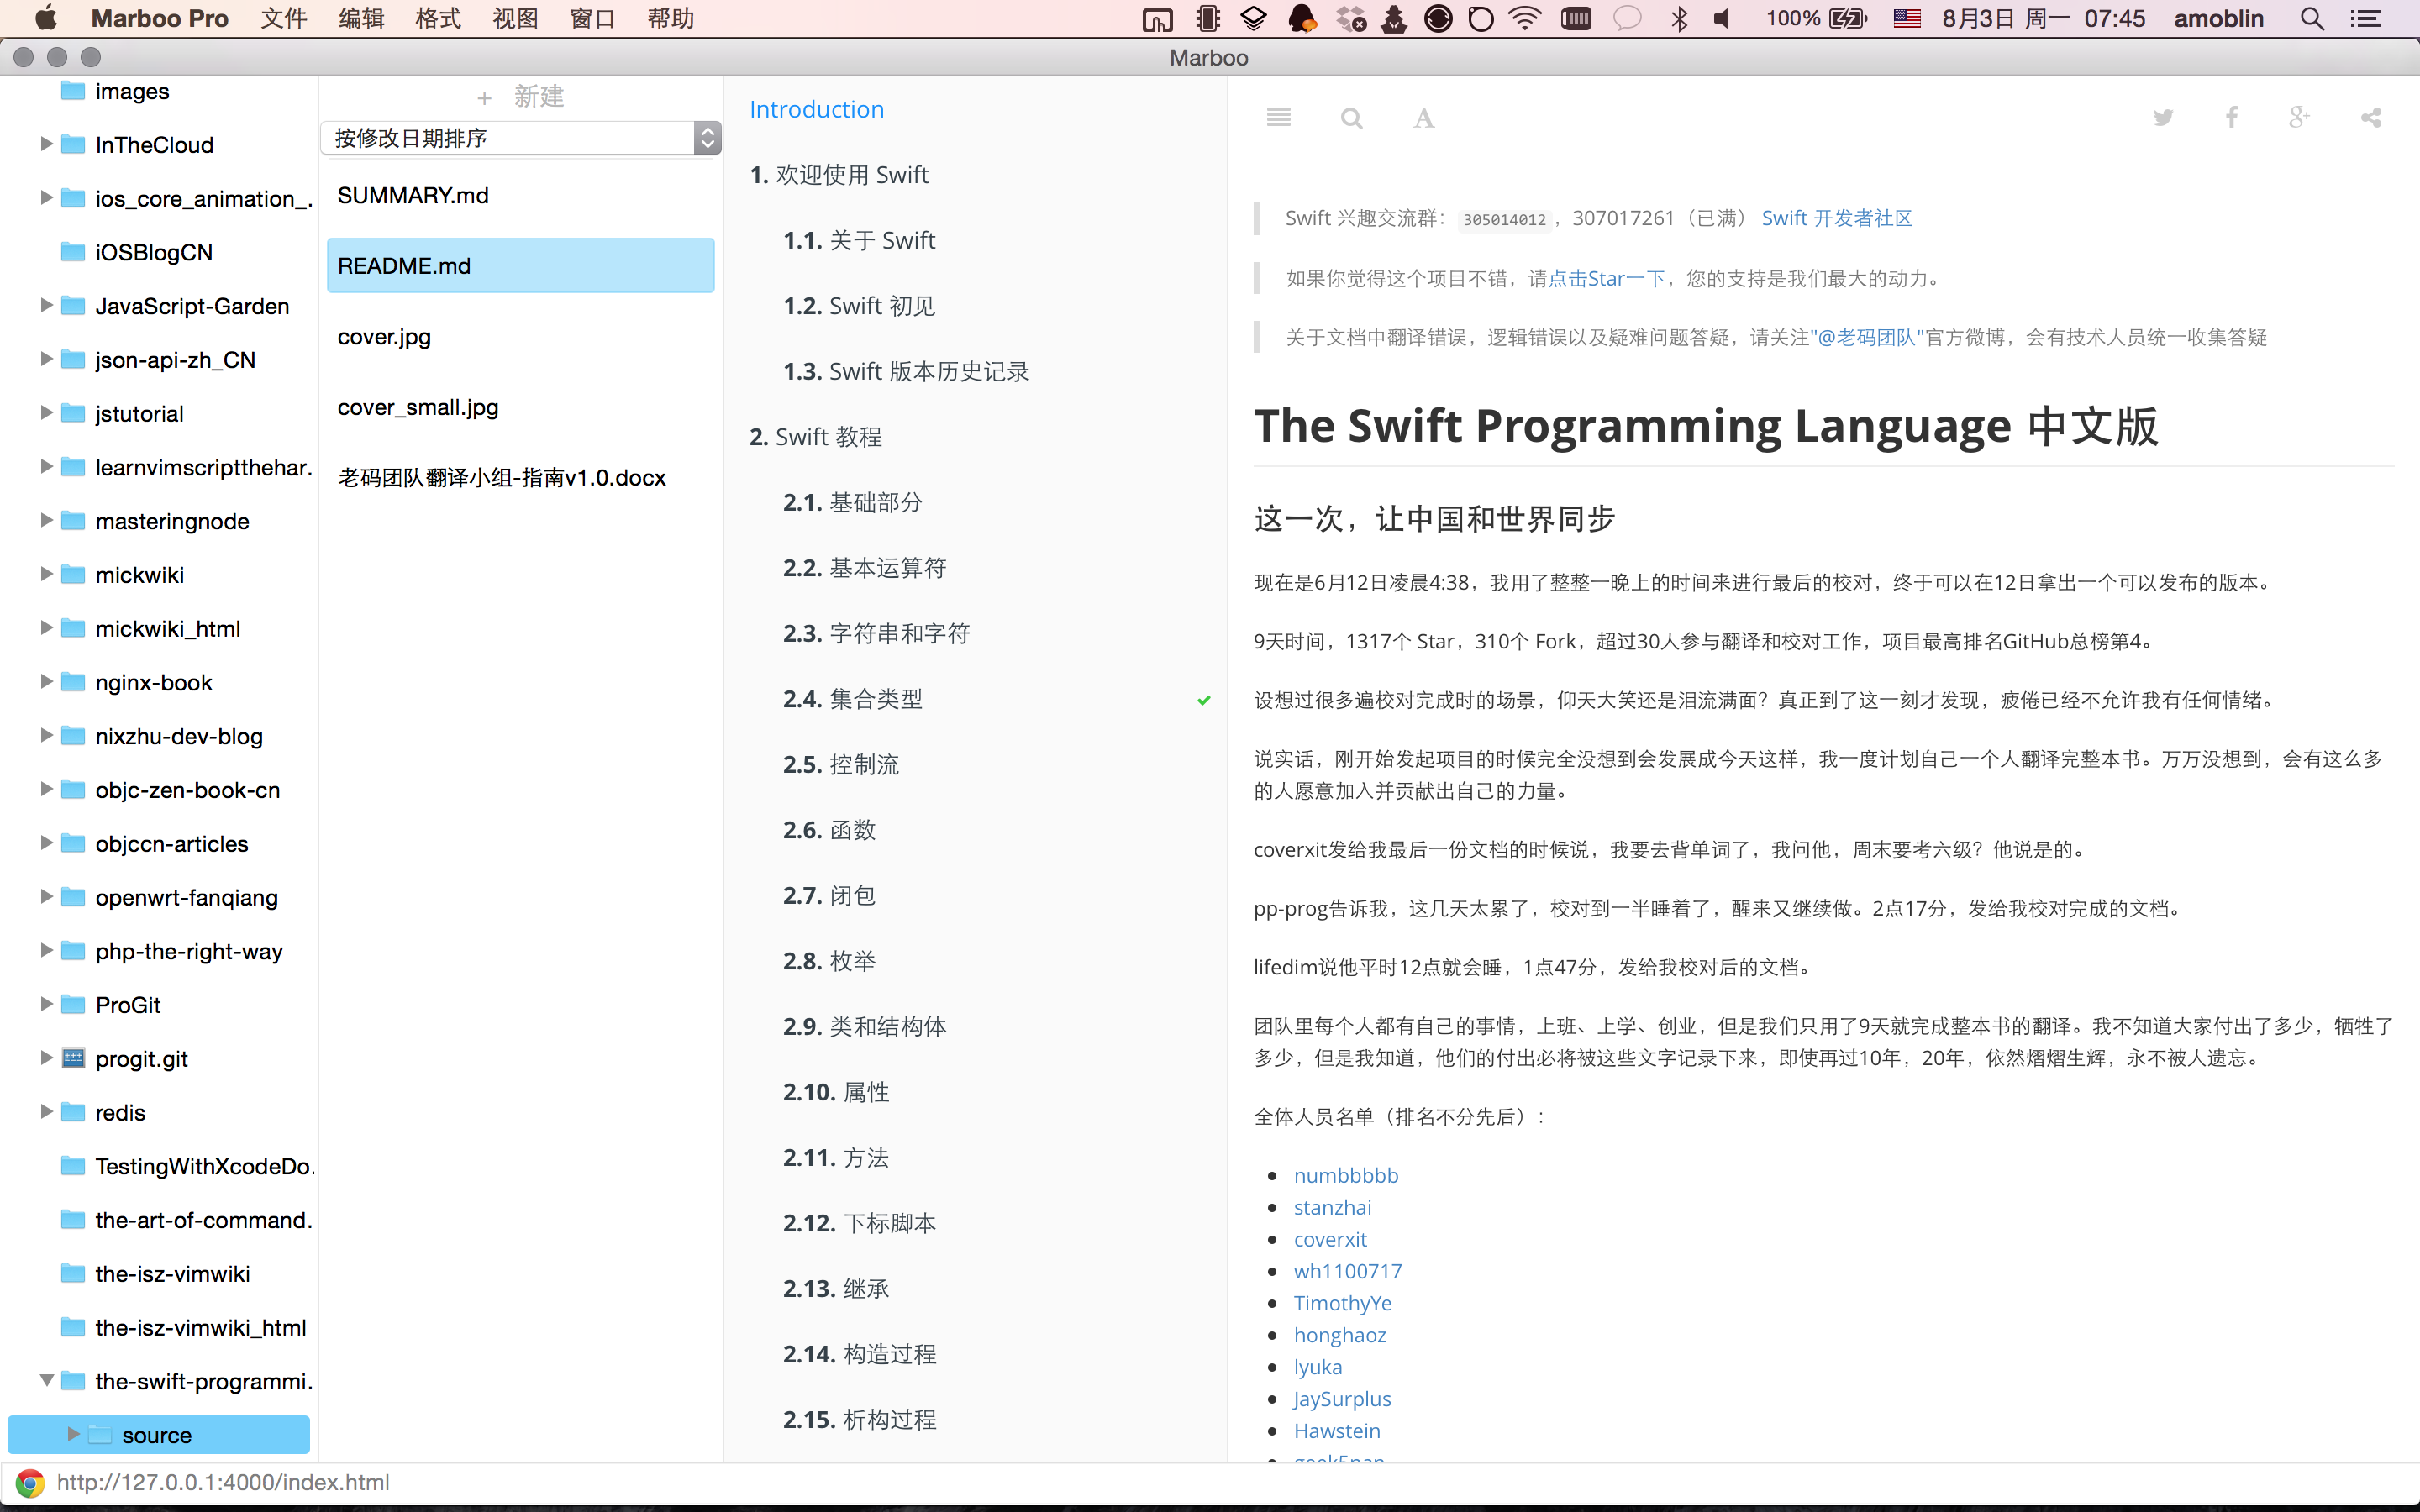 Marboo Pro 文件 编辑 格式 视图 窗口 帮助 100% 8月3日 周一 07:45 amoblin
Marboo
images
InTheCloud
ios_core_animation_.
iOSBlogCN
JavaScript-Garden
json-api-zh_CN
jstutorial
learnvimscriptthehar.
masteringnode
mickwiki
mickwiki_html
nginx-book
nixzhu-dev-blog
objc-zen-book-cn
objccn-articles
openwrt-fanqiang
php-the-right-way
ProGit
progit.git
redis
TestingWithXcodeDo.
the-art-of-command.
the-isz-vimwiki
the-isz-vimwiki_html
the-swift-programmi.
source
+ 新建
按修改日期排序
SUMMARY.md
README.md
cover.jpg
cover_small.jpg
老码团队翻译小组-指南v1.0.docx
Introduction
1. 欢迎使用 Swift
1.1. 关于 Swift
1.2. Swift 初见
1.3. Swift 版本历史记录
2. Swift 教程
2.1. 基础部分
2.2. 基本运算符
2.3. 字符串和字符
2.4. 集合类型
2.5. 控制流
2.6. 函数
2.7. 闭包
2.8. 枚举
2.9. 类和结构体
2.10. 属性
2.11. 方法
2.12. 下标脚本
2.13. 继承
2.14. 构造过程
2.15. 析构过程
A
Swift 兴趣交流群：305014012，307017261（已满） Swift 开发者社区
如果你觉得这个项目不错，请点击Star一下，您的支持是我们最大的动力。
关于文档中翻译错误，逻辑错误以及疑难问题答疑，请关注"@老码团队"官方微博，会有技术人员统一收集答疑
The Swift Programming Language 中文版
这一次，让中国和世界同步
现在是6月12日凌晨4:38，我用了整整一晚上的时间来进行最后的校对，终于可以在12日拿出一个可以发布的版本。
9天时间，1317个 Star，310个 Fork，超过30人参与翻译和校对工作，项目最高排名GitHub总榜第4。
设想过很多遍校对完成时的场景，仰天大笑还是泪流满面？真正到了这一刻才发现，疲倦已经不允许我有任何情绪。
说实话，刚开始发起项目的时候完全没想到会发展成今天这样，我一度计划自己一个人翻译完整本书。万万没想到，会有这么多
的人愿意加入并贡献出自己的力量。
coverxit发给我最后一份文档的时候说，我要去背单词了，我问他，周末要考六级？他说是的。
pp-prog告诉我，这几天太累了，校对到一半睡着了，醒来又继续做。2点17分，发给我校对完成的文档。
lifedim说他平时12点就会睡，1点47分，发给我校对后的文档。
团队里每个人都有自己的事情，上班、上学、创业，但是我们只用了9天就完成整本书的翻译。我不知道大家付出了多少，牺牲了
多少，但是我知道，他们的付出必将被这些文字记录下来，即使再过10年，20年，依然熠熠生辉，永不被人遗忘。
全体人员名单（排名不分先后）：
numbbbbb
stanzhai
coverxit
wh1100717
TimothyYe
honghaoz
lyuka
JaySurplus
Hawstein
http://127.0.0.1:4000/index.html